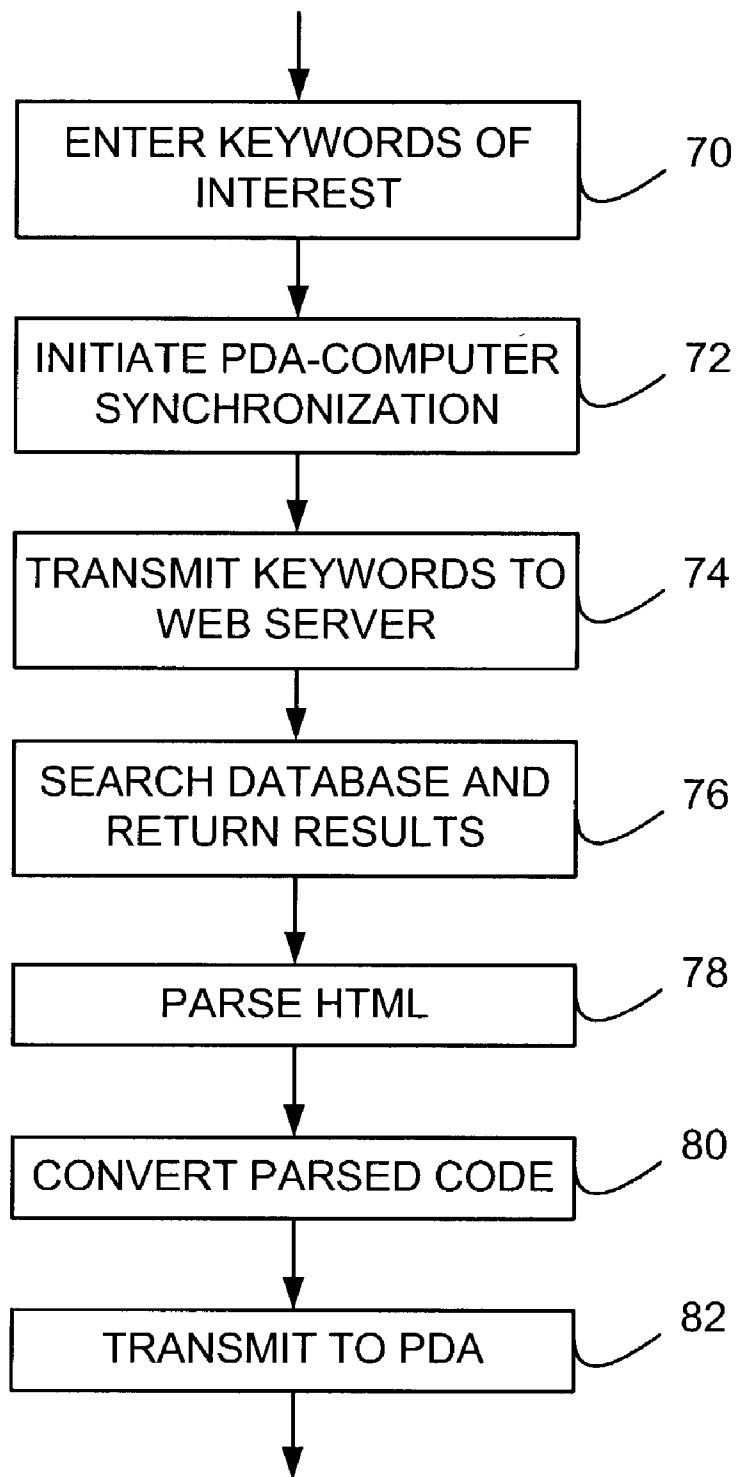 ENTER KEYWORDS OF
INTEREST
70
INITIATE PDA-COMPUTER
SYNCHRONIZATION
72
TRANSMIT KEYWORDS TO
WEB SERVER
74
SEARCH DATABASE AND
RETURN RESULTS
76
PARSE HTML
78
CONVERT PARSED CODE
80
TRANSMIT TO PDA
82